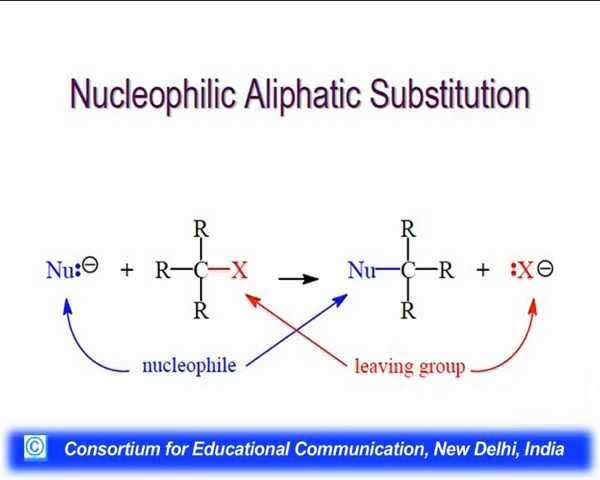 Nucleophilic Aliphatic Substitution
R R
Nu:⊖ + R—C—X → Nu—C—R + :X⊖
R R
nucleophile leaving group
© Consortium for Educational Communication, New Delhi, India